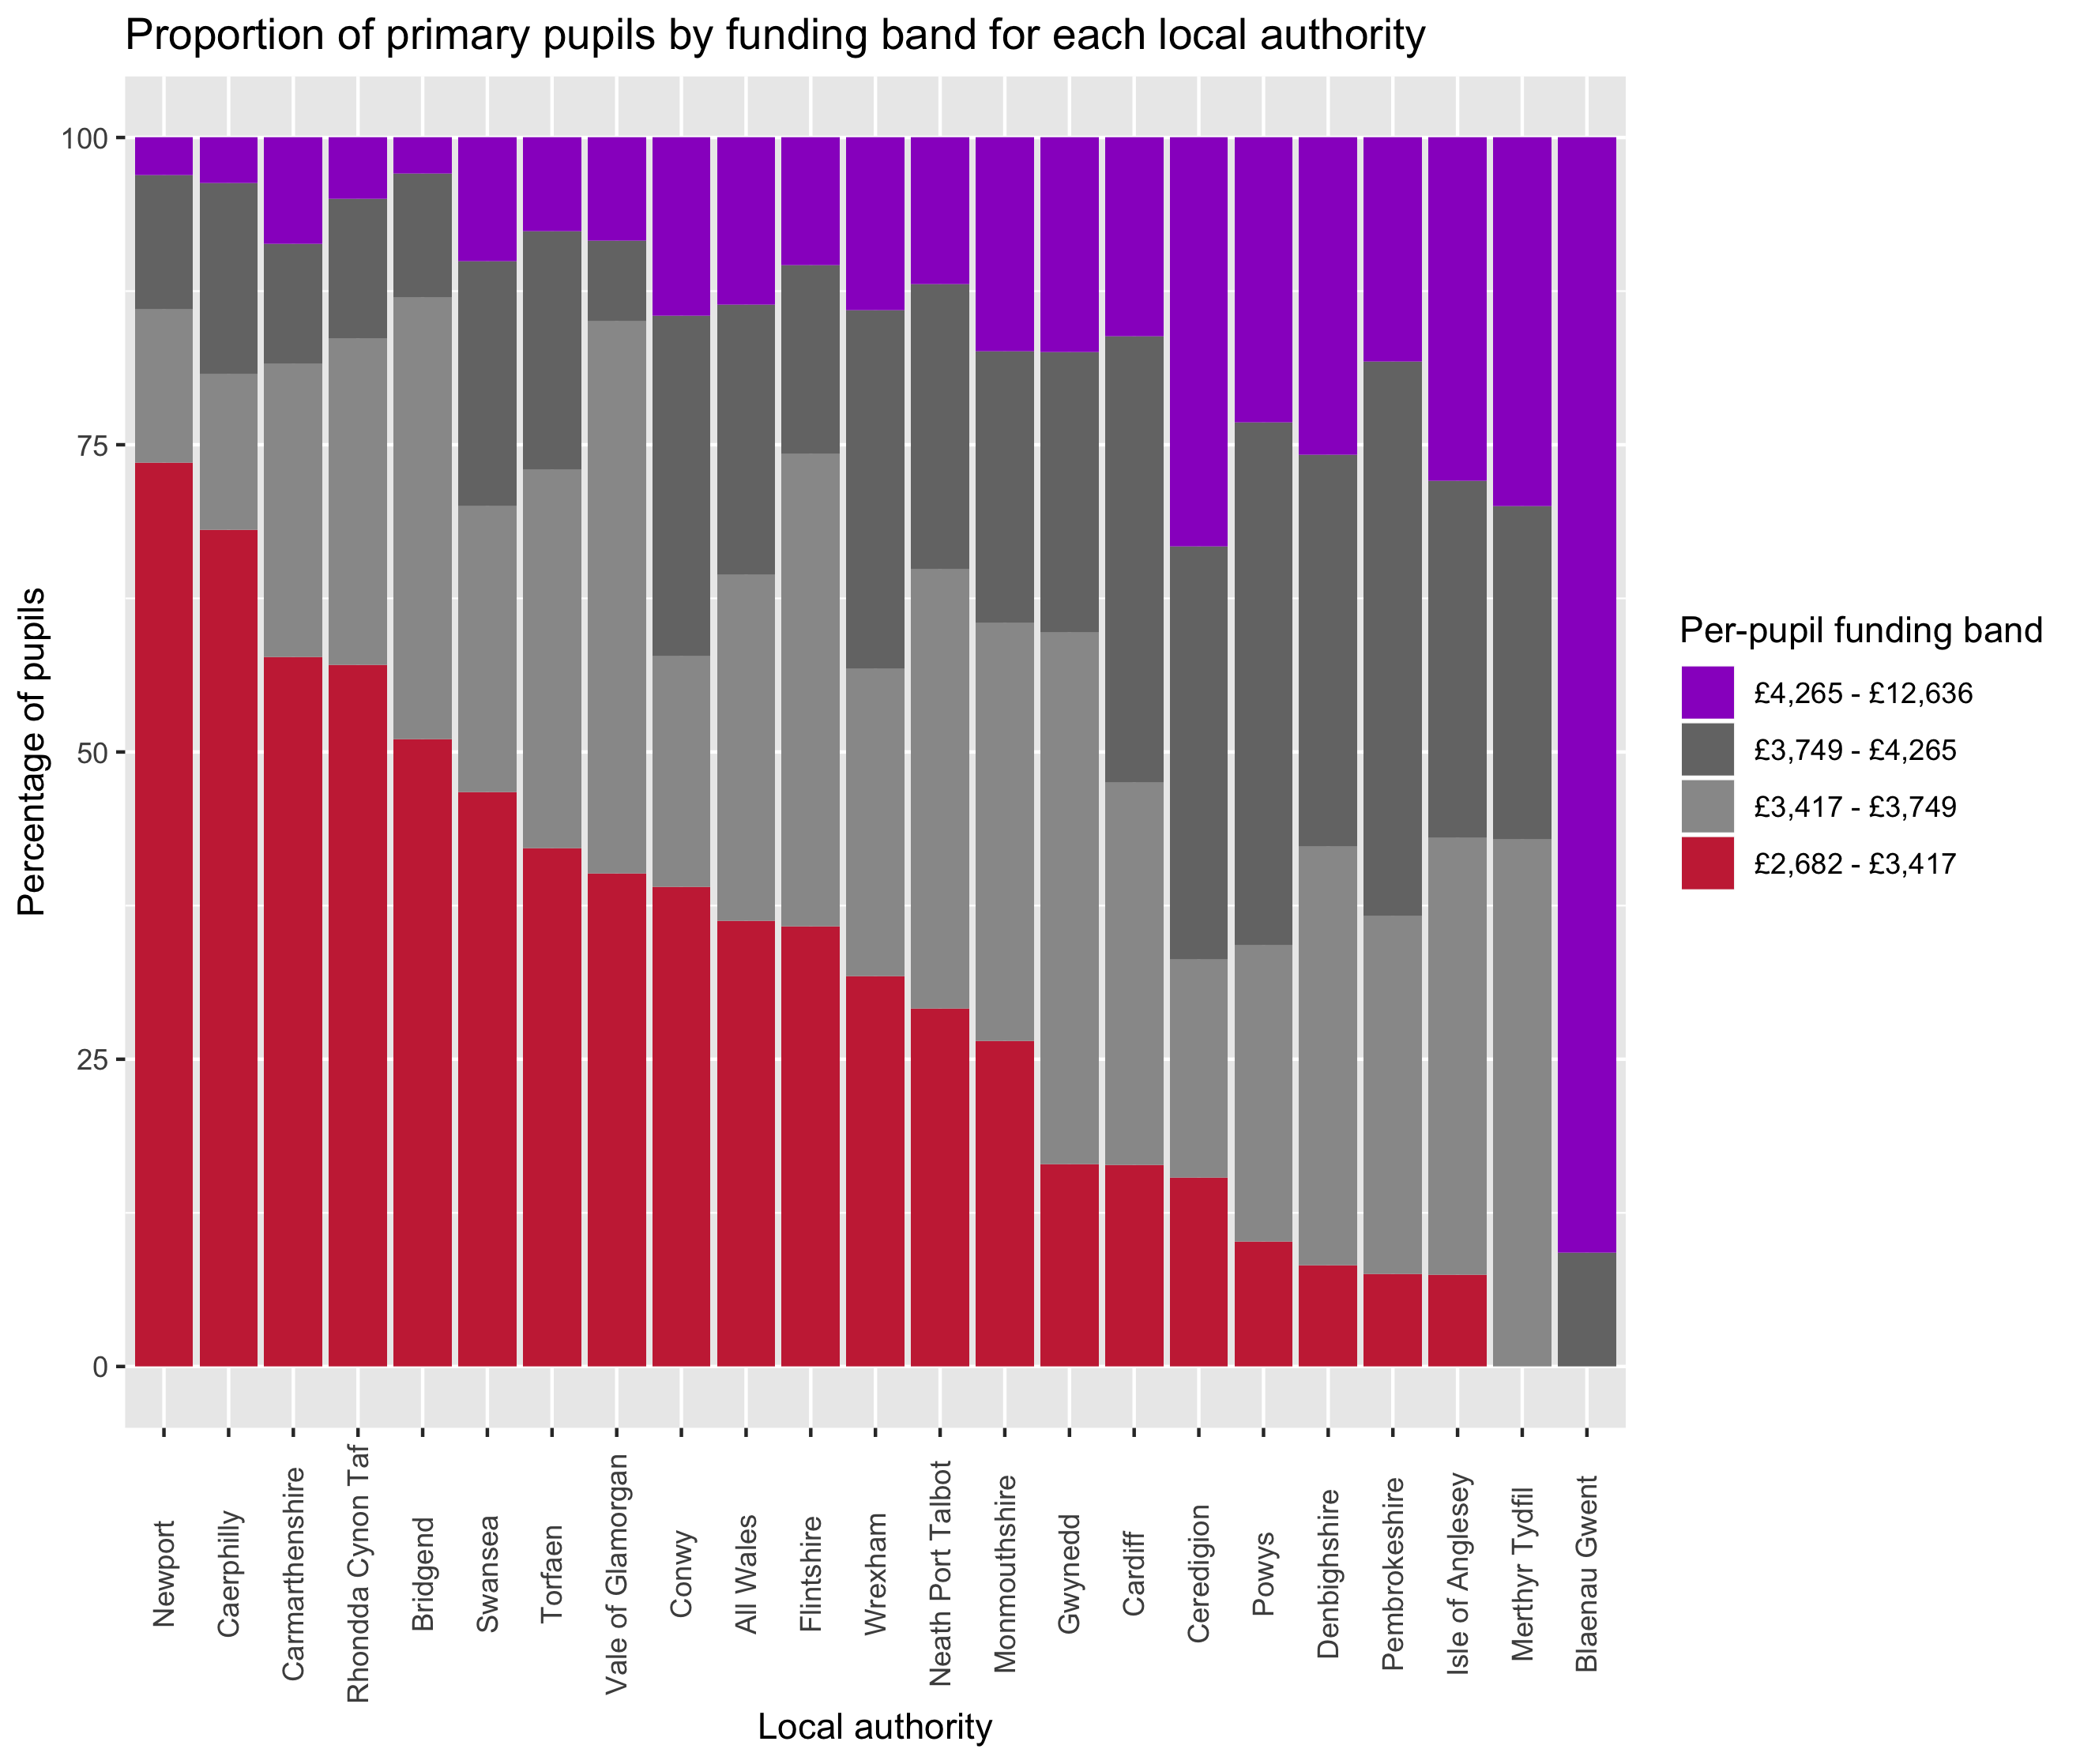 Proportion of primary pupils by funding band for each local authority
Percentage of pupils
100
75
50
25
0
Newport
Caerphilly
Carmarthenshire
Rhondda Cynon Taf
Bridgend
Swansea
Torfaen
Vale of Glamorgan
Conwy
All Wales
Flintshire
Wrexham
Neath Port Talbot
Monmouthshire
Gwynedd
Cardiff
Ceredigion
Powys
Denbighshire
Pembrokeshire
Isle of Anglesey
Merthyr Tydfil
Blaenau Gwent
Local authority
Per-pupil funding band
£4,265 - £12,636
£3,749 - £4,265
£3,417 - £3,749
£2,682 - £3,417